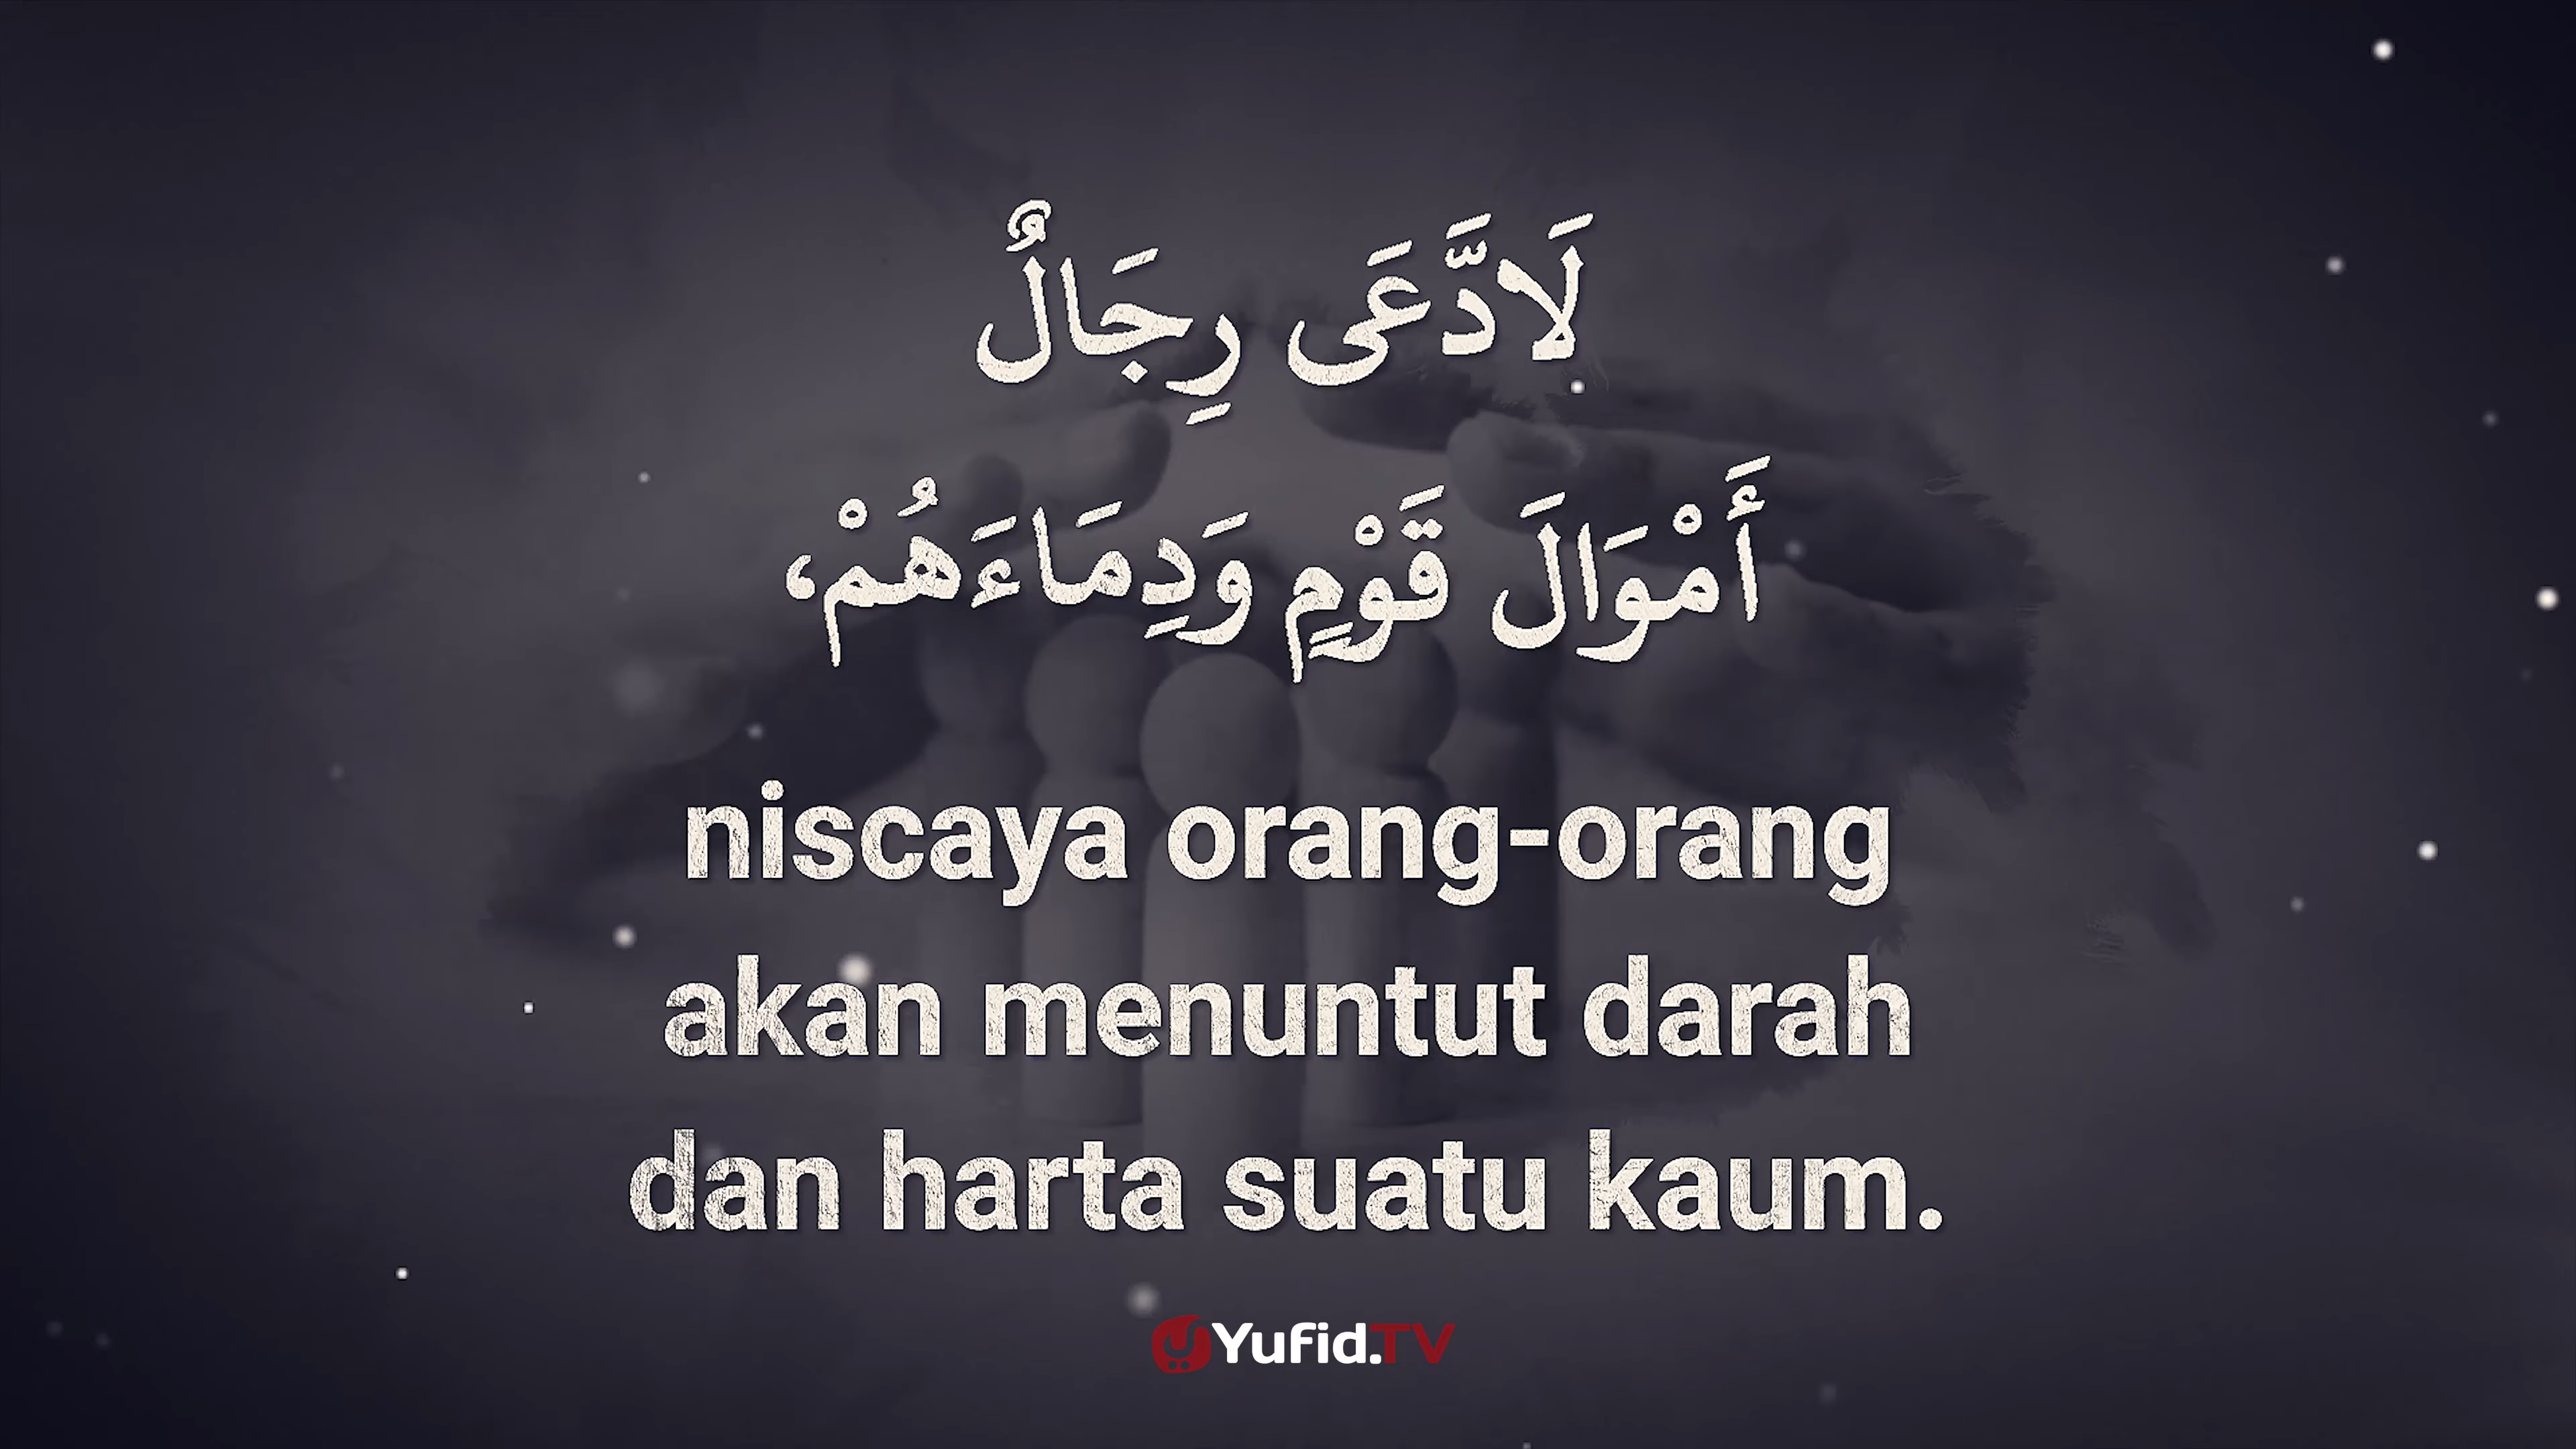 لَادَّعَى رِجَالٌ
أَمْوَالَ قَوْمٍ وَدِمَاءَهُمْ،
niscaya orang-orang
akan menuntut darah
dan harta suatu kaum.
Yufid.TV